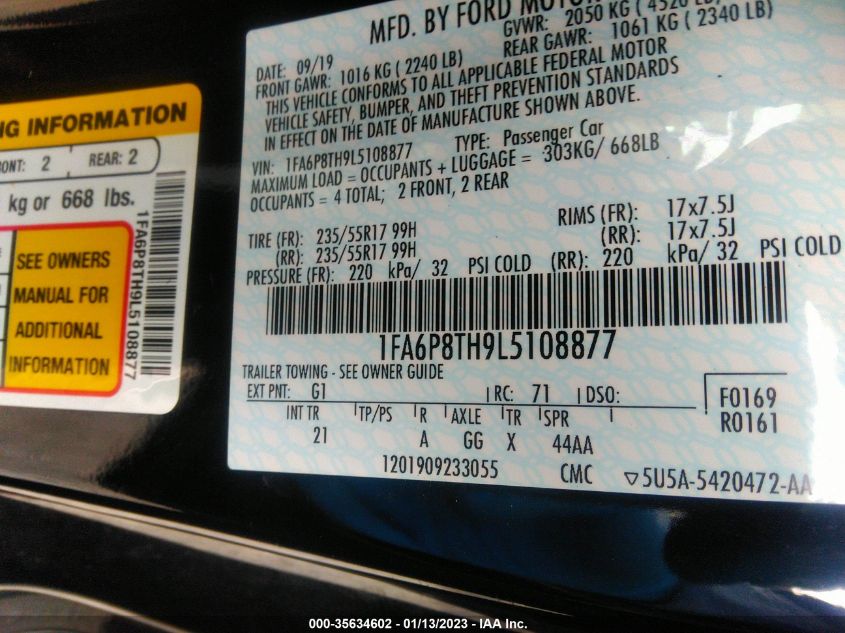 MFD. BY FORD MOTOR
DATE: 09/19 GVWR: 2050 KG ( 4520 LB)
FRONT GAWR: 1016 KG ( 2240 LB) REAR GAWR: 1061 KG ( 2340 LB)
THIS VEHICLE CONFORMS TO ALL APPLICABLE FEDERAL MOTOR
VEHICLE SAFETY, BUMPER, AND THEFT PREVENTION STANDARDS
IN EFFECT ON THE DATE OF MANUFACTURE SHOWN ABOVE.
VIN: 1FA6P8TH9L5108877 TYPE: Passenger Car
MAXIMUM LOAD = OCCUPANTS + LUGGAGE = 303KG/ 668LB
OCCUPANTS = 4 TOTAL; 2 FRONT, 2 REAR
TIRE (FR): 235/55R17 99H RIMS (FR): 17x7.5J
(RR): 235/55R17 99H (RR): 17x7.5J
PRESSURE (FR): 220 kPa/ 32 PSI COLD (RR): 220 kPa/ 32 PSI COLD
1FA6P8TH9L5108877
TRAILER TOWING - SEE OWNER GUIDE
EXT PNT: G1 RC: 71 DSO:
F0169
R0161
INT TR TP/PS R AXLE TR SPR
21 A GG X 44AA
1201909233055 CMC ▽5U5A-5420472-AA
NG INFORMATION
ONT: 2 REAR: 2
kg or 668 lbs.
SEE OWNERS
MANUAL FOR
ADDITIONAL
INFORMATION
1FA6P8TH9L5108877
000-35634602 - 01/13/2023 - IAA Inc.